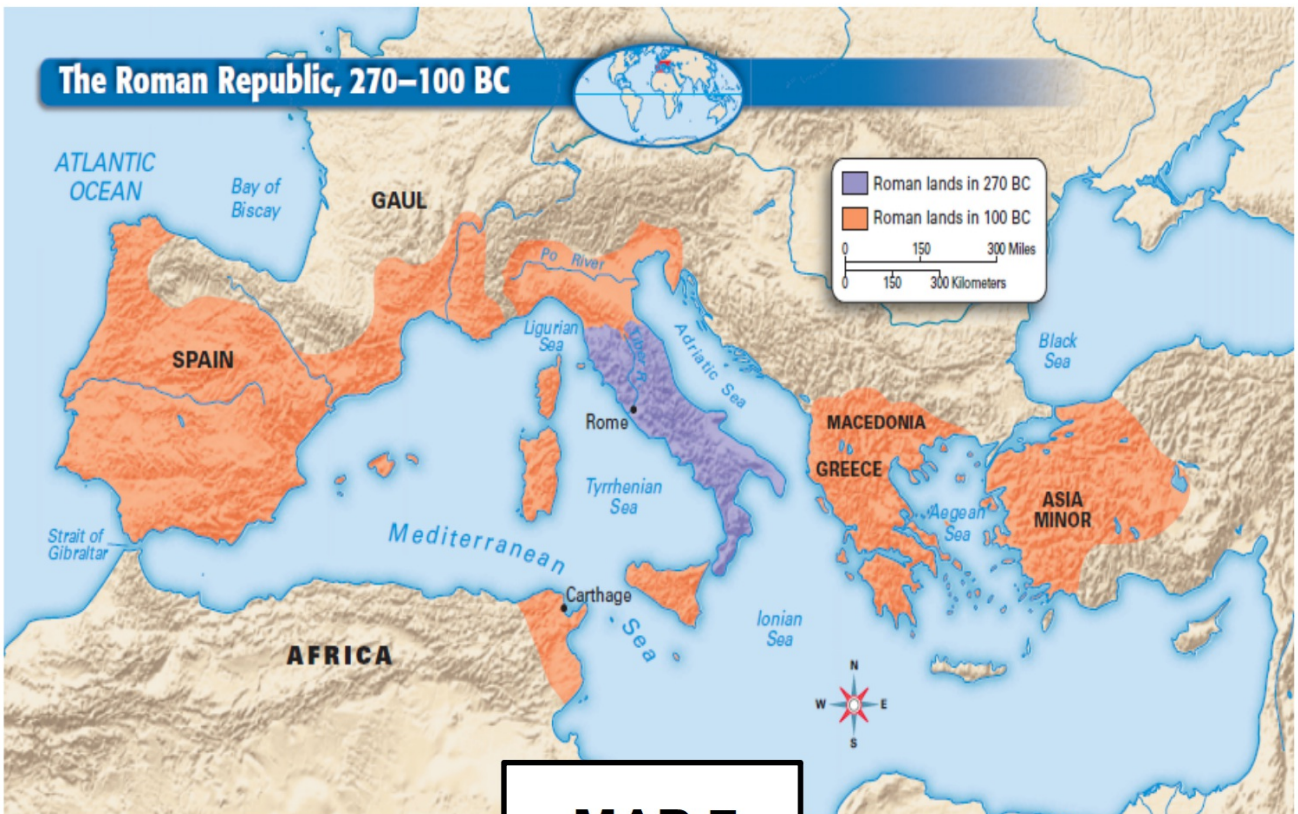 The Roman Republic, 270–100 BC
ATLANTIC
OCEAN
Bay of
Biscay
GAUL
Roman lands in 270 BC
Roman lands in 100 BC
0 150 300 Miles
0 150 300 Kilometers
Po River
Ligurian
Sea
Tiber R.
Adriatic Sea
Black
Sea
SPAIN
Rome
MACEDONIA
GREECE
Tyrrhenian
Sea
ASIA
MINOR
Aegean
Sea
Strait of
Gibraltar
Mediterranean
Sea
Carthage
Ionian
Sea
AFRICA
N
W E
S